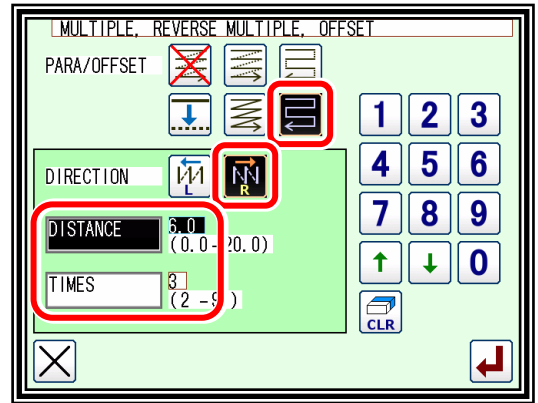 MULTIPLE, REVERSE MULTIPLE, OFFSET
PARA/OFFSET
1 2 3
DIRECTION L R 4 5 6
DISTANCE 6.0 7 8 9
(0.0-20.0)
↑ ↓ 0
TIMES 3
(2 -9 )
CLR